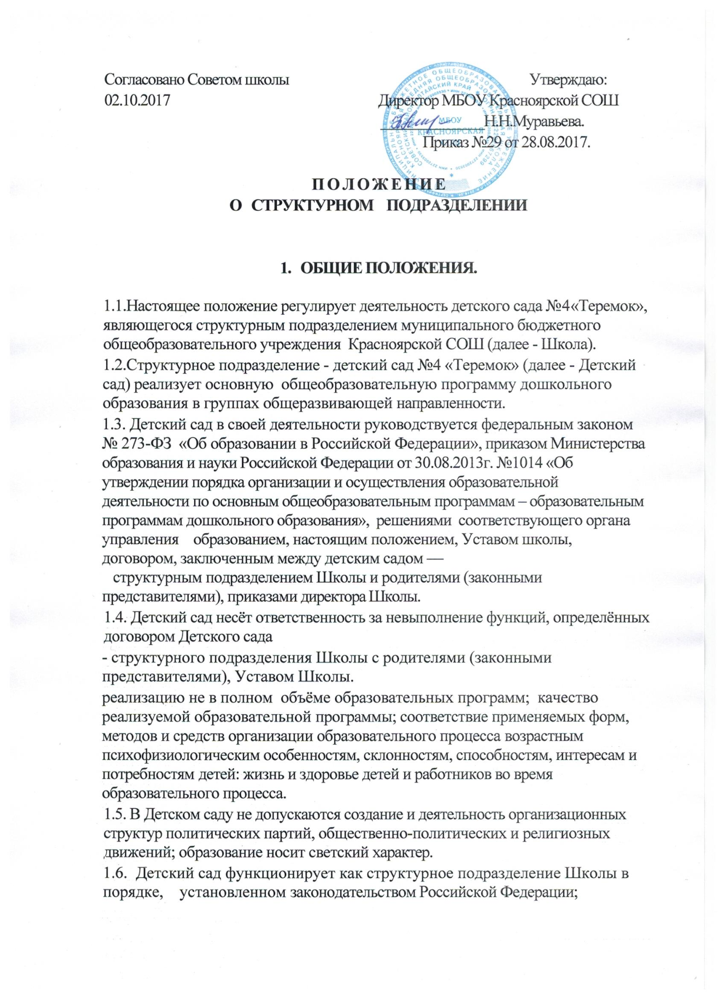 Согласовано Советом школы Утверждаю:
02.10.2017 Директор МБОУ Красноярской СОШ
Н.Н.Муравьева.
Приказ №29 от 28.08.2017.
МБОУ
КРАСНОЯРСКАЯ
ПОЛОЖЕНИЕ
О СТРУКТУРНОМ ПОДРАЗДЕЛЕНИИ
1. ОБЩИЕ ПОЛОЖЕНИЯ.
1.1.Настоящее положение регулирует деятельность детского сада №4«Теремок»,
являющегося структурным подразделением муниципального бюджетного
общеобразовательного учреждения Красноярской СОШ (далее - Школа).
1.2.Структурное подразделение - детский сад №4 «Теремок» (далее - Детский
сад) реализует основную общеобразовательную программу дошкольного
образования в группах общеразвивающей направленности.
1.3. Детский сад в своей деятельности руководствуется федеральным законом
№ 273-ФЗ «Об образовании в Российской Федерации», приказом Министерства
образования и науки Российской Федерации от 30.08.2013г. №1014 «Об
утверждении порядка организации и осуществления образовательной
деятельности по основным общеобразовательным программам – образовательным
программам дошкольного образования», решениями соответствующего органа
управления образованием, настоящим положением, Уставом школы,
договором, заключенным между детским садом —
структурным подразделением Школы и родителями (законными
представителями), приказами директора Школы.
1.4. Детский сад несёт ответственность за невыполнение функций, определённых
договором Детского сада
- структурного подразделения Школы с родителями (законными
представителями), Уставом Школы.
реализацию не в полном объёме образовательных программ; качество
реализуемой образовательной программы; соответствие применяемых форм,
методов и средств организации образовательного процесса возрастным
психофизиологическим особенностям, склонностям, способностям, интересам и
потребностям детей: жизнь и здоровье детей и работников во время
образовательного процесса.
1.5. В Детском саду не допускаются создание и деятельность организационных
структур политических партий, общественно-политических и религиозных
движений; образование носит светский характер.
1.6. Детский сад функционирует как структурное подразделение Школы в
порядке, установленном законодательством Российской Федерации;